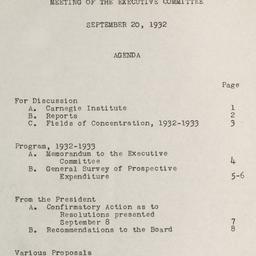 MEETING OF THE EXECUTIVE COMMITTEE
SEPTEMBER 20, 1932
AGENDA
Page
For Discussion
A. Carnegie Institute 1
B. Reports 2
C. Fields of Concentration, 1932-1933 3
Program, 1932-1933
A. Memorandum to the Executive
Committee 4
B. General Survey of Prospective
Expenditure 5-6
From the President
A. Confirmatory Action as to
Resolutions presented
September 8 7
B. Recommendations to the Board 8
Various Proposals